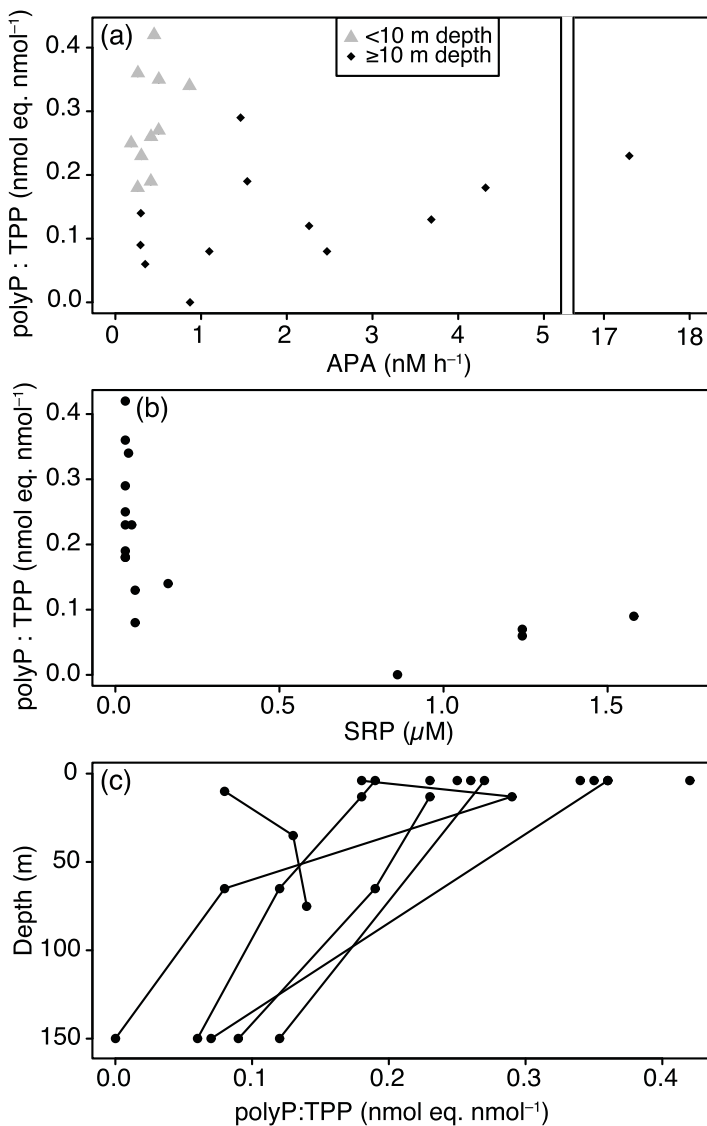 (a)
<10 m depth
≥10 m depth
polyP : TPP (nmol eq. nmol⁻¹)
0.4
0.3
0.2
0.1
0.0
0 1 2 3 4 5 17 18
APA (nM h⁻¹)
(b)
polyP : TPP (nmol eq. nmol⁻¹)
0.4
0.3
0.2
0.1
0.0
0.0 0.5 1.0 1.5
SRP (µM)
(c)
Depth (m)
0
50
100
150
0.0 0.1 0.2 0.3 0.4
polyP:TPP (nmol eq. nmol⁻¹)